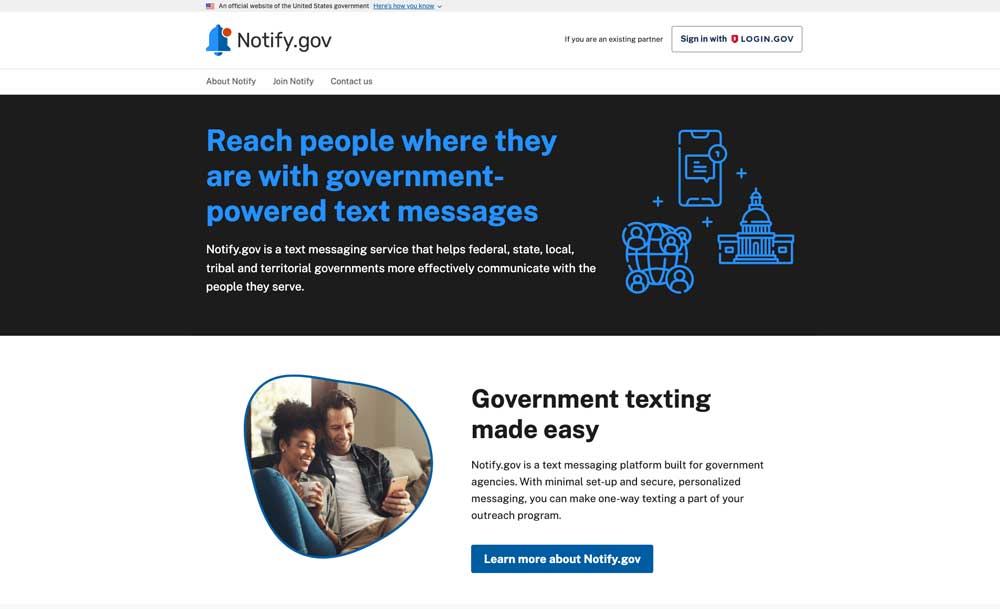 An official website of the United States government Here's how you know
Notify.gov
If you are an existing partner
Sign in with LOGIN.GOV
About Notify Join Notify Contact us
Reach people where they
are with government-
powered text messages
Notify.gov is a text messaging service that helps federal, state, local,
tribal and territorial governments more effectively communicate with the
people they serve.
1
Government texting
made easy
Notify.gov is a text messaging platform built for government
agencies. With minimal set-up and secure, personalized
messaging, you can make one-way texting a part of your
outreach program.
Learn more about Notify.gov